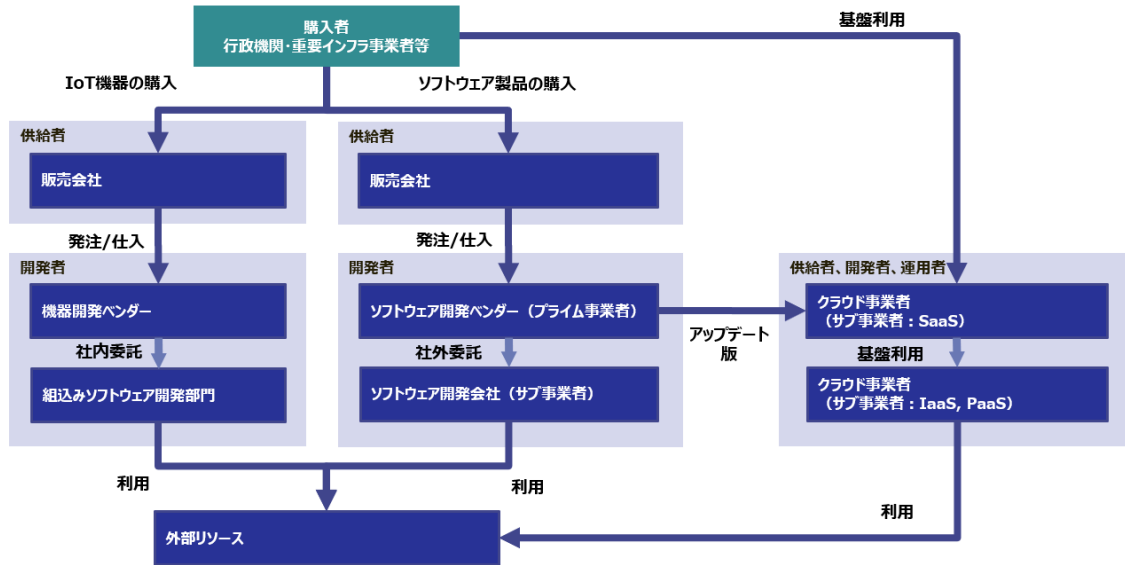 購入者
行政機関・重要インフラ事業者等
基盤利用
IoT機器の購入
ソフトウェア製品の購入
供給者
販売会社
供給者
販売会社
発注/仕入
発注/仕入
開発者
機器開発ベンダー
社内委託
組込みソフトウェア開発部門
開発者
ソフトウェア開発ベンダー（プライム事業者）
社外委託
ソフトウェア開発会社（サブ事業者）
アップデート
版
供給者、開発者、運用者
クラウド事業者
（サブ事業者：SaaS）
基盤利用
クラウド事業者
（サブ事業者：IaaS, PaaS）
利用
利用
利用
外部リソース